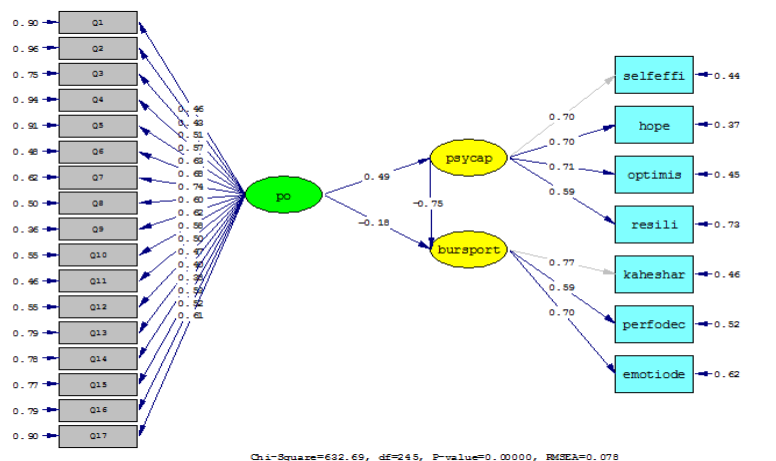 0.90 Q1
0.96 Q2
0.75 Q3
0.94 Q4
0.91 Q5
0.48 Q6
0.62 Q7
0.50 Q8
0.36 Q9
0.55 Q10
0.46 Q11
0.55 Q12
0.79 Q13
0.78 Q14
0.77 Q15
0.79 Q16
0.90 Q17
0.46
0.43
0.51
0.57
0.63
0.68
0.74
0.60
0.62
0.58
0.50
0.61
po
0.49
-0.18
psycap
-0.75
bursport
0.70
0.70
0.71
0.59
0.77
0.59
0.70
selfeffi 0.44
hope 0.37
optimis 0.45
resili 0.73
kaheshar 0.46
perfodec 0.52
emotiode 0.62
Chi-Square=632.69, df=245, P-value=0.00000, RMSEA=0.078